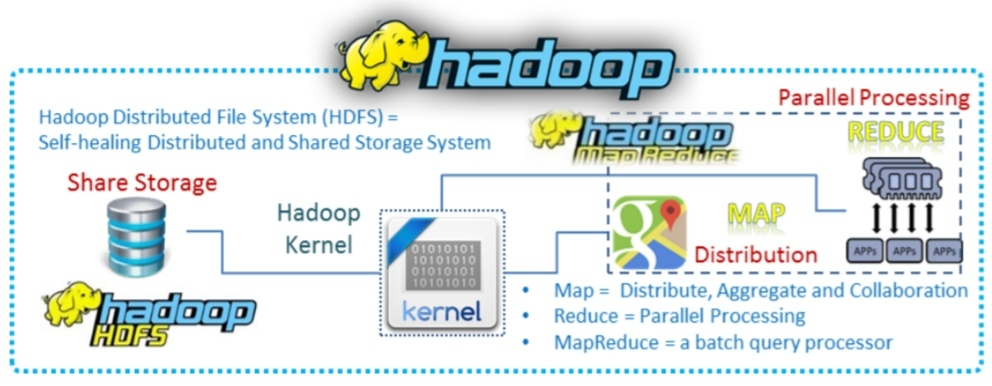 hadoop
Hadoop Distributed File System (HDFS) =
Self-healing Distributed and Shared Storage System
Share Storage
hadoop
HDFS
Hadoop
Kernel
01010101
10101010
01010101
10101010
kernel
Parallel Processing
hadoop
Map Reduce
REDUCE
APPs APPs APPs
g
MAP
Distribution
• Map = Distribute, Aggregate and Collaboration
• Reduce = Parallel Processing
• MapReduce = a batch query processor